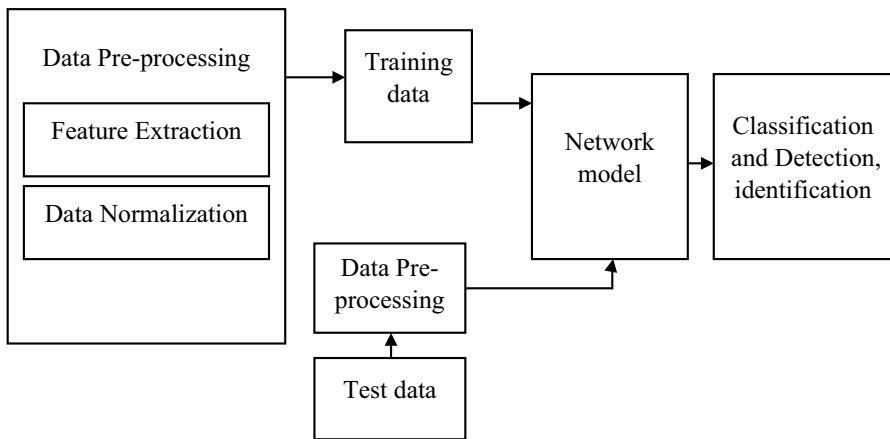 Data Pre-processing
Feature Extraction
Data Normalization
Training
data
Network
model
Classification
and Detection,
identification
Data Pre-
processing
Test data